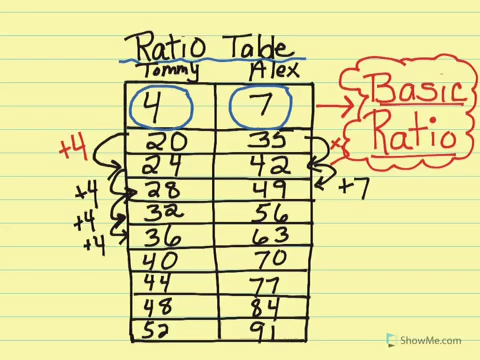 Ratio Table
Tommy Alex
4 7 Basic
20 35 Ratio
+4 24 42
+4 28 49 +7
+4 32 56
+4 36 63
40 70
44 77
48 84
52 91
ShowMe.com